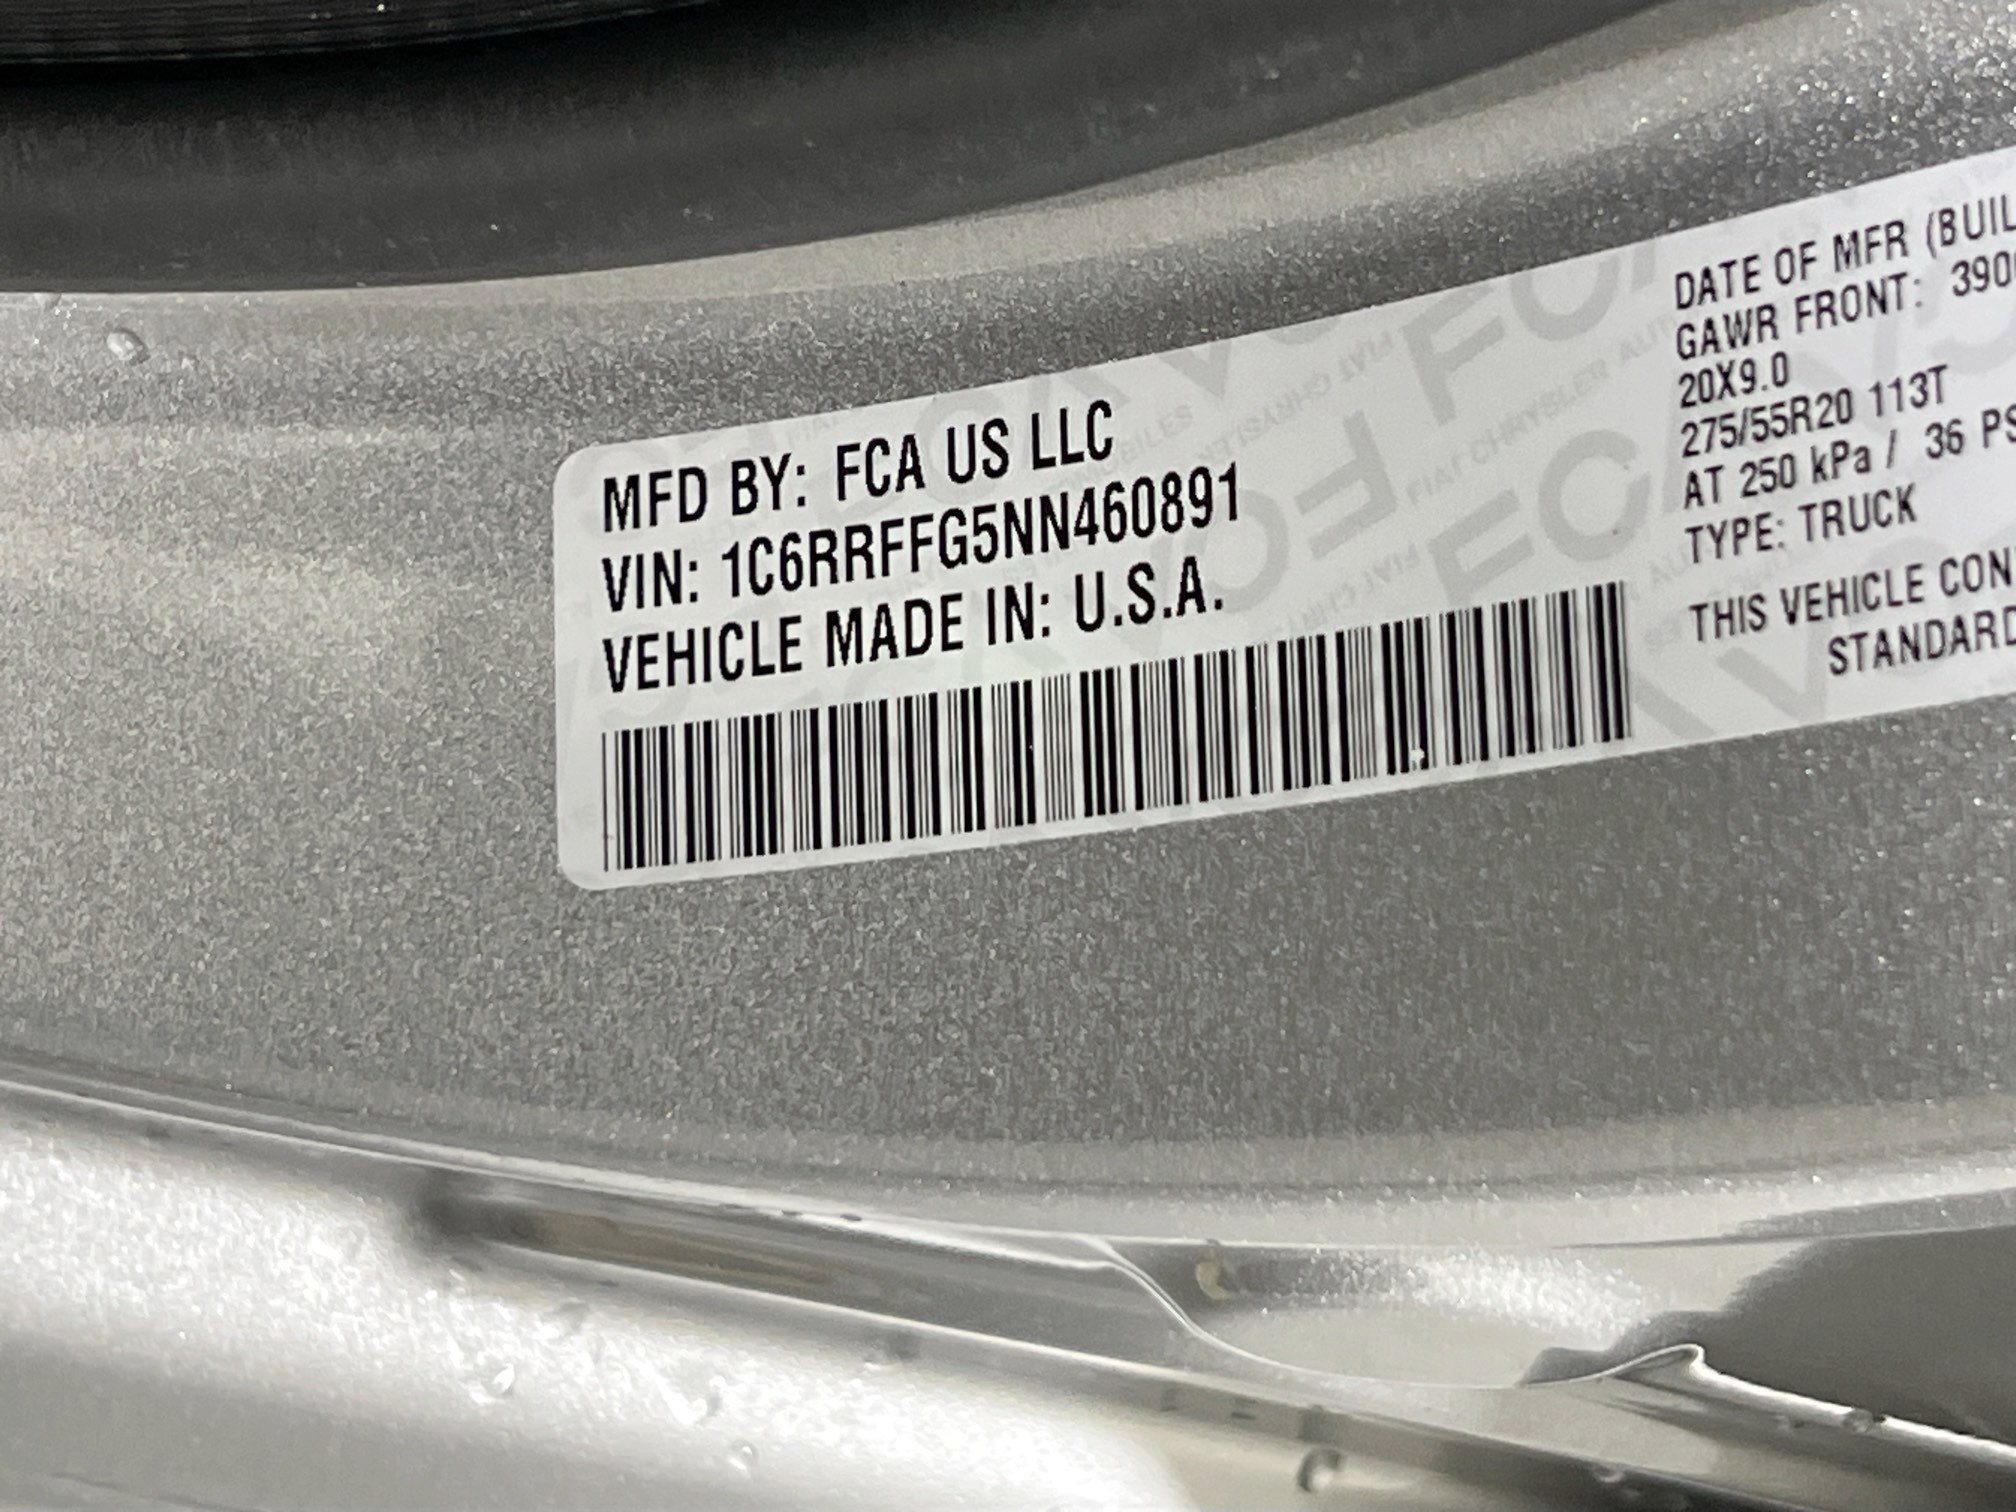 MFD BY: FCA US LLC
VIN: 1C6RRFFG5NN460891
VEHICLE MADE IN: U.S.A.
DATE OF MFR (BUIL
GAWR FRONT: 390
20X9.0
275/55R20 113T
AT 250 kPa / 36 PS
TYPE: TRUCK
THIS VEHICLE CON
STANDARD